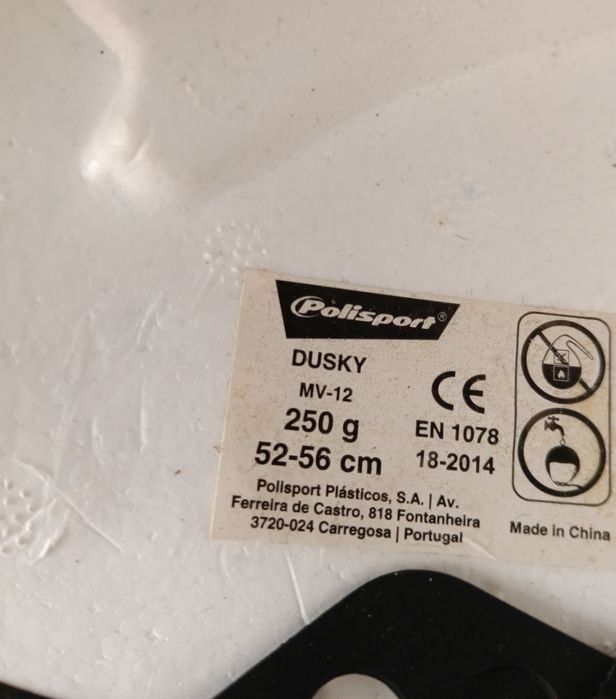 Polisport®
DUSKY
MV-12
250 g
52-56 cm
CE
EN 1078
18-2014
Polisport Plásticos, S.A. | Av.
Ferreira de Castro, 818 Fontanheira
3720-024 Carregosa | Portugal
Made in China